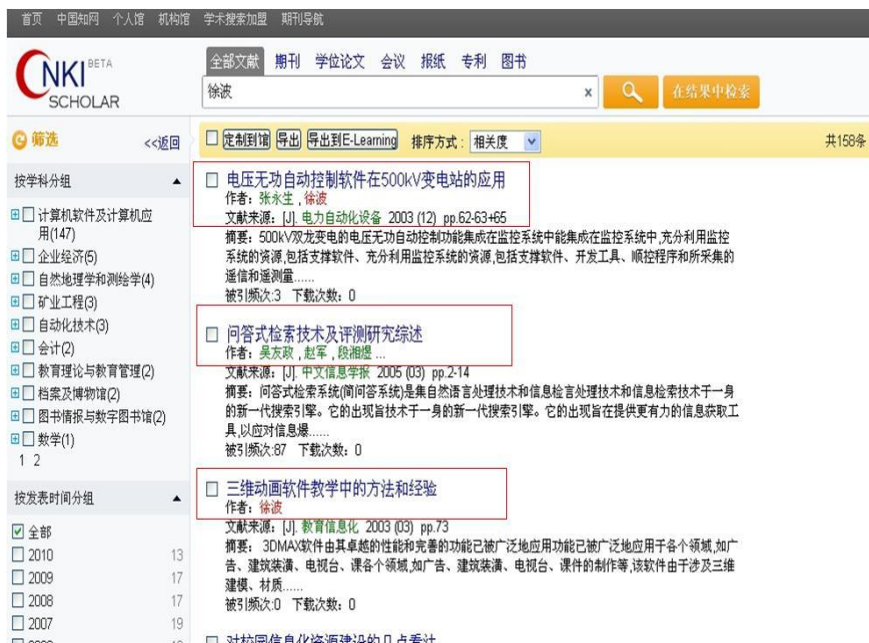 首页 中国知网 个人馆 机构馆 学术搜索加盟 期刊导航
CNKI BETA
SCHOLAR
全部文献 期刊 学位论文 会议 报纸 专利 图书
徐波 x 在结果中检索
筛选 <<返回
定制到馆 导出 导出到E-Learning 排序方式: 相关度 共158条
按学科分组
计算机软件及计算机应
用(147)
企业经济(5)
自然地理学和测绘学(4)
矿业工程(3)
自动化技术(3)
会计(2)
教育理论与教育管理(2)
档案及博物馆(2)
图书情报与数字图书馆(2)
数学(1)
1 2
按发表时间分组
全部
2010 13
2009 17
2008 17
2007 19
电压无功自动控制软件在500kV变电站的应用
作者: 张永生 , 徐波
文献来源: [J]. 电力自动化设备 2003 (12) pp.62-63+65
摘要: 500kV双龙变电的电压无功自动控制功能集成在监控系统中能集成在监控系统中,充分利用监控
系统的资源,包括支撑软件、充分利用监控系统的资源,包括支撑软件、开发工具、顺控程序和所采集的
遥信和遥测量......
被引频次:3 下载次数: 0
问答式检索技术及评测研究综述
作者: 吴友政 , 赵军 , 段湘煜 ...
文献来源: [J]. 中文信息学报 2005 (03) pp.2-14
摘要: 问答式检索系统(简问答系统)是集自然语言处理技术和信息检言处理技术和信息检索技术于一身
的新一代搜索引擎。它的出现旨技术于一身的新一代搜索引擎。它的出现旨在提供更有力的信息获取工
具,以应对信息爆......
被引频次:87 下载次数: 0
三维动画软件教学中的方法和经验
作者: 徐波
文献来源: [J]. 教育信息化 2003 (03) pp.73
摘要: 3DMAX软件由其卓越的性能和完善的功能已被广泛地应用功能已被广泛地应用于各个领域,如广
告、建筑装潢、电视台、课各个领域,如广告、建筑装潢、电视台、课件的制作等,该软件由于涉及三维
建模、材质......
被引频次:0 下载次数: 0